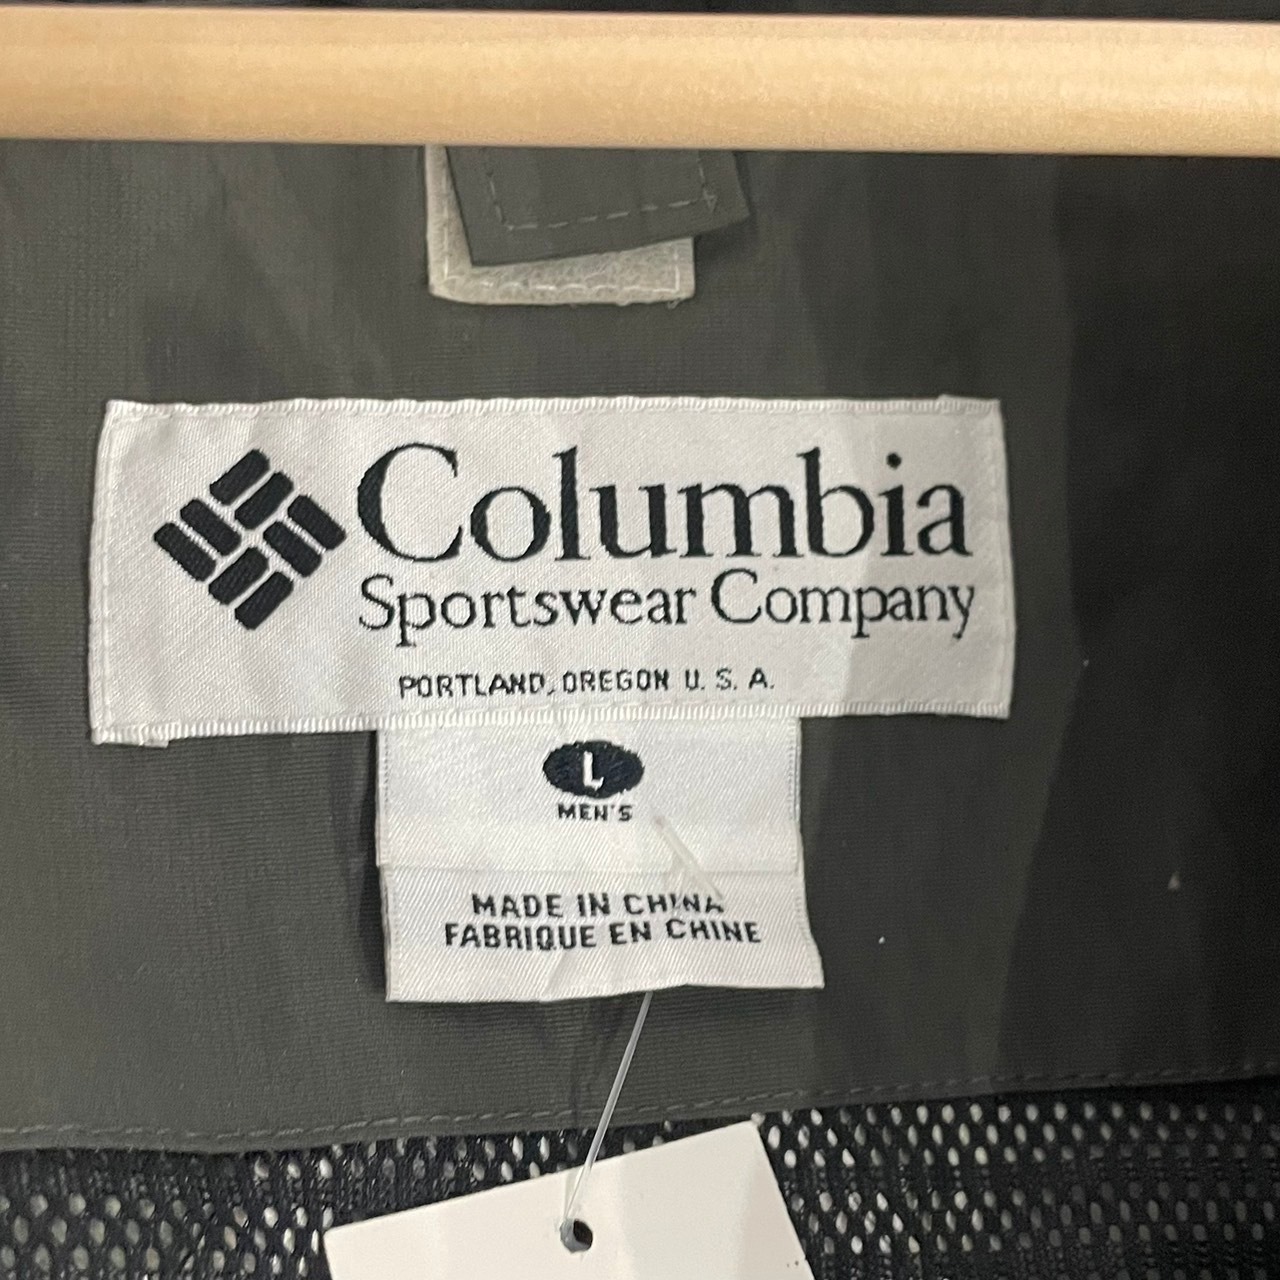 Columbia
Sportswear Company
PORTLAND, OREGON U. S. A.
L
MEN'S
MADE IN CHINA
FABRIQUE EN CHINE